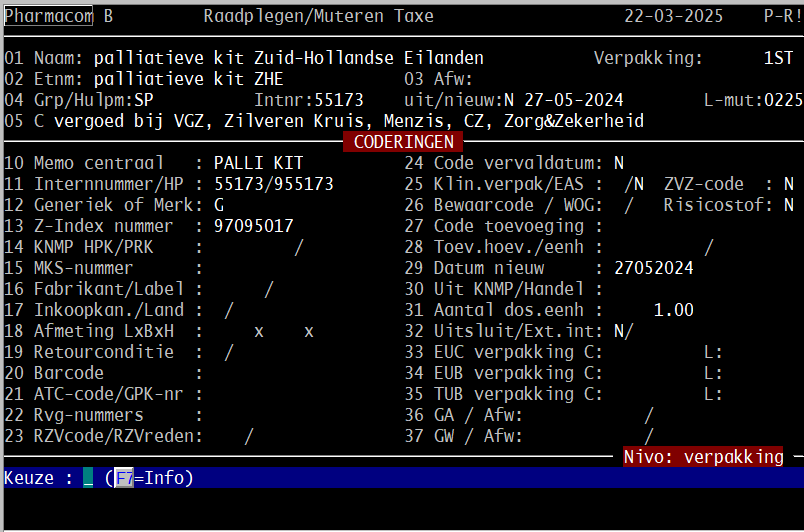 Pharmacom B Raadplegen/Muteren Taxe 22-03-2025 P-R!
01 Naam: palliatieve kit Zuid-Hollandse Eilanden Verpakking: 1ST
02 Etnm: palliatieve kit ZHE 03 Afw:
04 Grp/Hulpm:SP Intnr:55173 uit/nieuw:N 27-05-2024 L-mut:0225
05 C vergoed bij VGZ, Zilveren Kruis, Menzis, CZ, Zorg&Zekerheid
CODERINGEN
10 Memo centraal : PALLI KIT 24 Code vervaldatum: N
11 Internnummer/HP : 55173/955173 25 Klin.verpak/EAS : /N ZVZ-code : N
12 Generiek of Merk: G 26 Bewaarcode / WOG: / Risicostof: N
13 Z-Index nummer : 97095017 27 Code toevoeging :
14 KNMP HPK/PRK : / 28 Toev.hoev./eenh : /
15 MKS-nummer : 29 Datum nieuw : 27052024
16 Fabrikant/Label : / 30 Uit KNMP/Handel :
17 Inkoopkan./Land : / 31 Aantal dos.eenh : 1.00
18 Afmeting LxBxH : x x 32 Uitsluit/Ext.int: N/
19 Retourconditie : / 33 EUC verpakking C: L:
20 Barcode : 34 EUB verpakking C: L:
21 ATC-code/GPK-nr : 35 TUB verpakking C: L:
22 Rvg-nummers : 36 GA / Afw: /
23 RZVcode/RZVreden: / 37 GW / Afw: /
Nivo: verpakking
Keuze : _ (F7=Info)